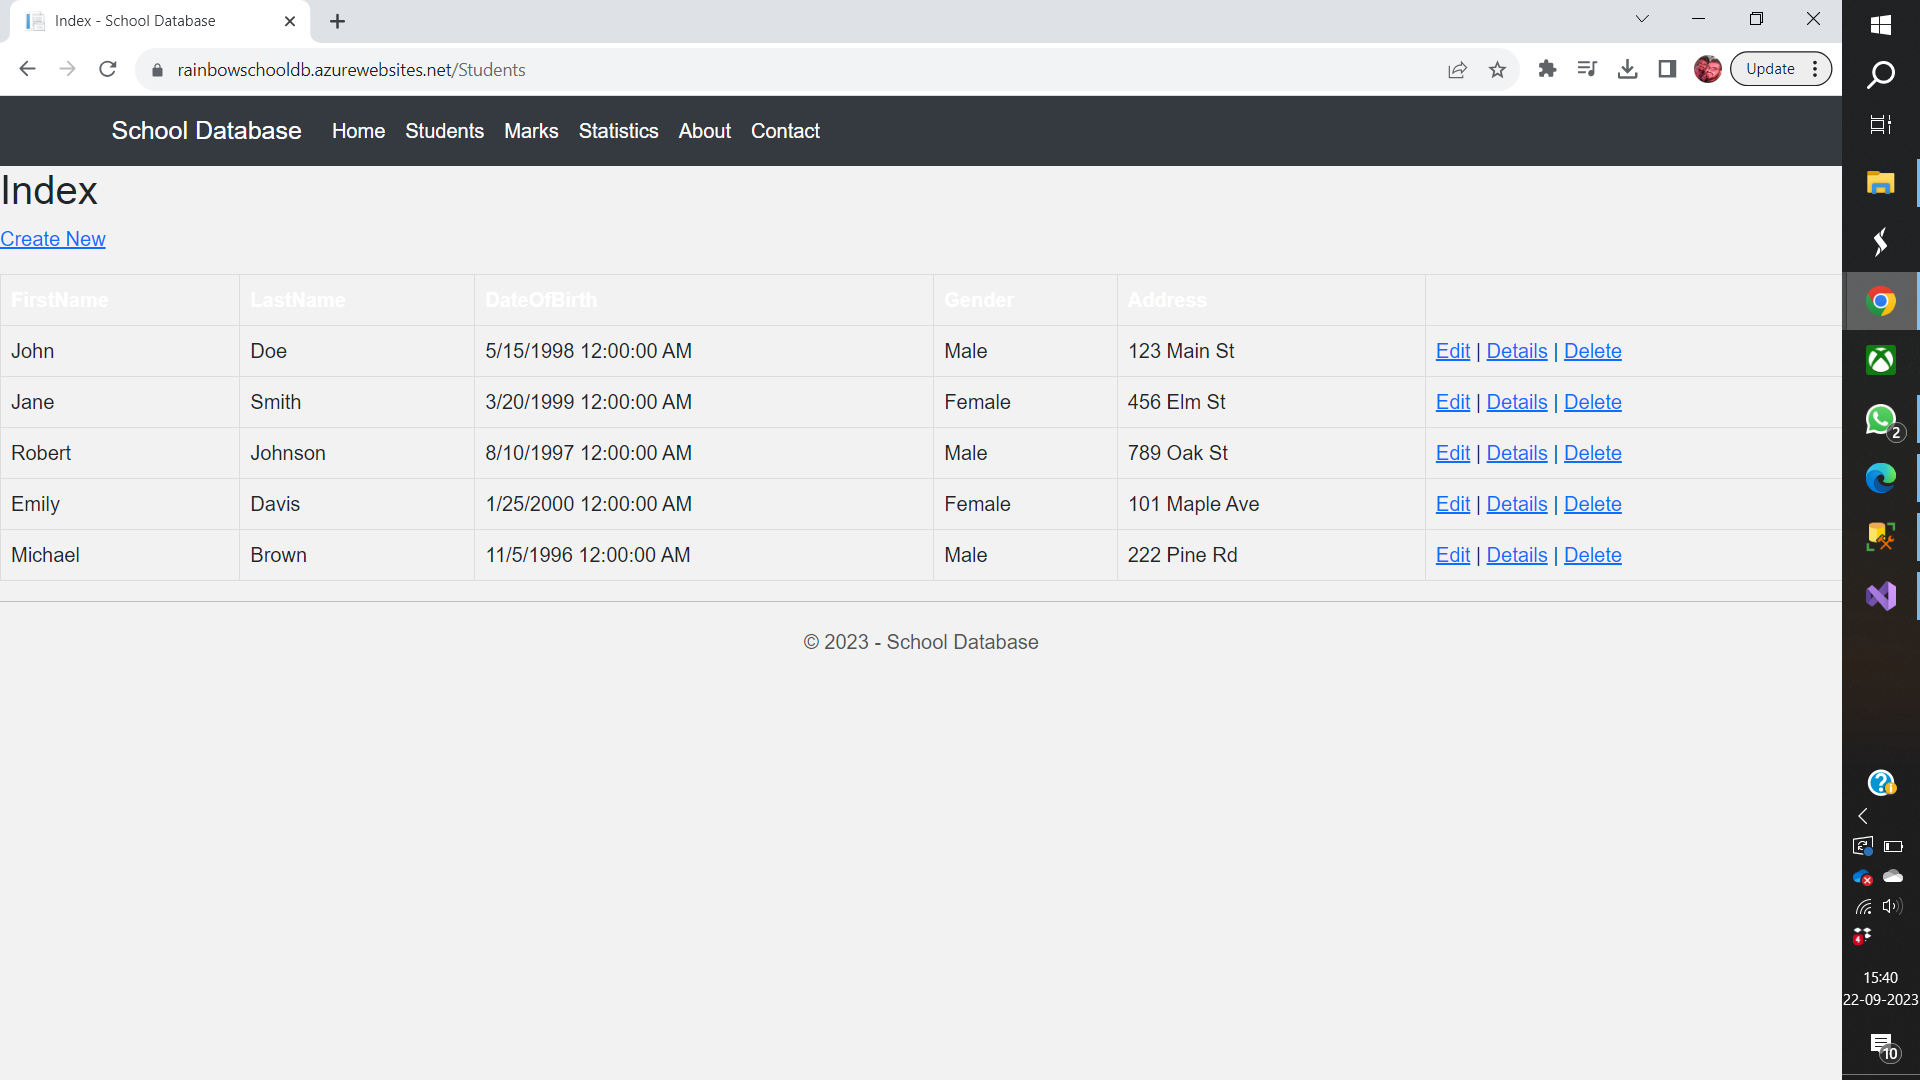 Index - School Database
rainbowschooldb.azurewebsites.net/Students
Update
School Database Home Students Marks Statistics About Contact
Index
Create New
FirstName LastName DateOfBirth Gender Address
John Doe 5/15/1998 12:00:00 AM Male 123 Main St Edit | Details | Delete
Jane Smith 3/20/1999 12:00:00 AM Female 456 Elm St Edit | Details | Delete
Robert Johnson 8/10/1997 12:00:00 AM Male 789 Oak St Edit | Details | Delete
Emily Davis 1/25/2000 12:00:00 AM Female 101 Maple Ave Edit | Details | Delete
Michael Brown 11/5/1996 12:00:00 AM Male 222 Pine Rd Edit | Details | Delete
© 2023 - School Database
2
4
15:40
22-09-2023
10